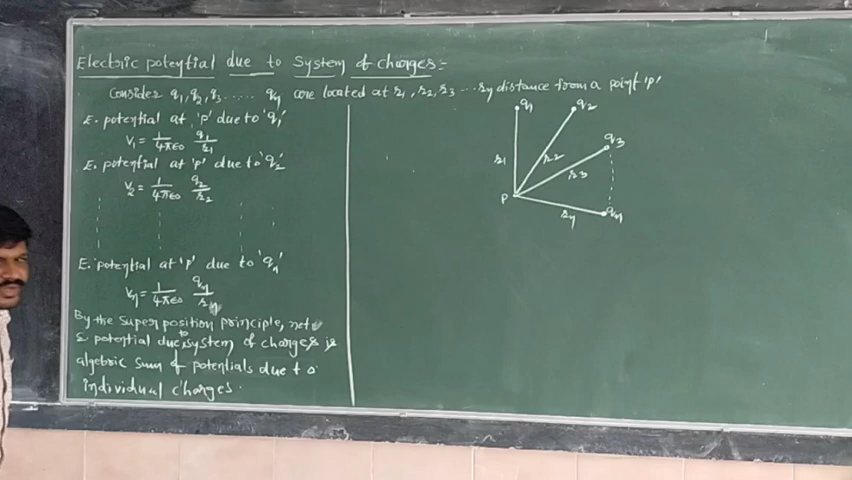 Electric potential due to System of charges:-
Consider q1, q2, q3 ...... qn are located at r1, r2, r3 ... rn distance from a point 'p'
E. potential at 'p' due to 'q1'
V1 = 1/4πε0 q1/r1
E. potential at 'p' due to 'q2'
V2 = 1/4πε0 q2/r2
E. potential at 'p' due to 'qn'
Vn = 1/4πε0 qn/rn
By the superposition principle, net
E potential due to system of charges is
algebric sum of potentials due to
individual charges.
q1
q2
q3
qn
r1
r2
r3
rn
P